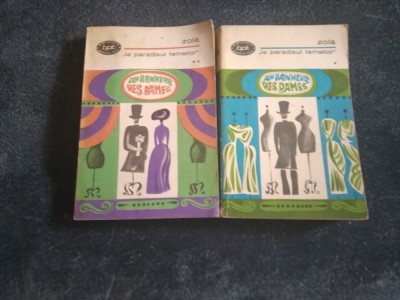 bpt
zola
„la paradisul femeilor”
**
AU BONHEUR
DES DAMES
bpt
zola
„la paradisul femeilor”
*
AU BONHEUR
DES DAMES